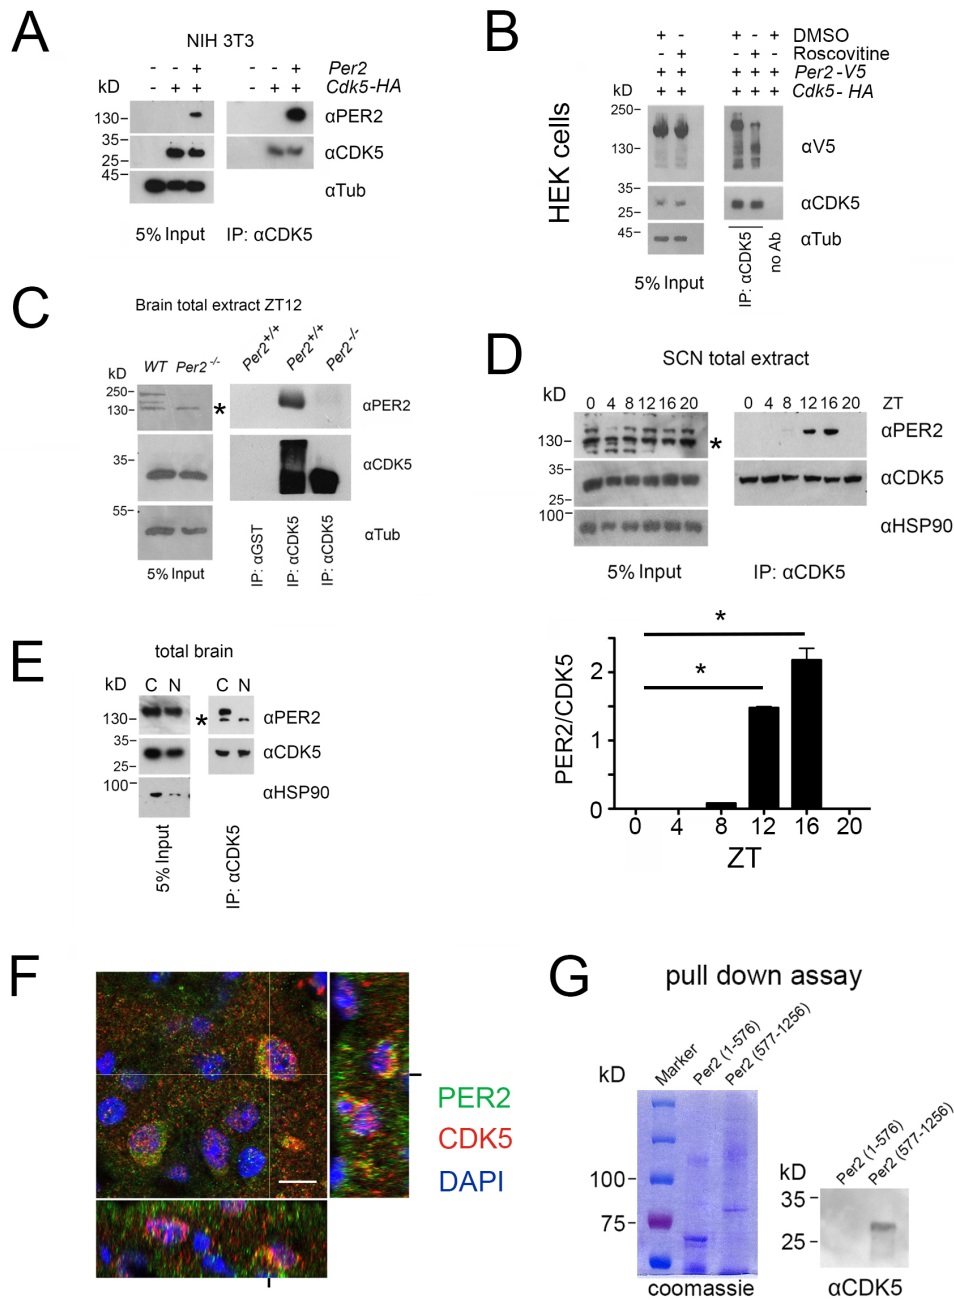 A
NIH 3T3
- - + - - + Per2
kD - + + - + + Cdk5-HA
130 αPER2
35
25 αCDK5
45 αTub
5% Input IP: αCDK5
B
HEK cells
+ + + DMSO
+ + Roscovitine
+ + + + + Per2-V5
kD + + + + + Cdk5-HA
250
130 αV5
35
25 αCDK5
45 αTub
5% Input IP: αCDK5 no Ab
C
Brain total extract ZT12
kD WT Per2-/- Per2+/+ Per2+/+ Per2-/-
250
130 * αPER2
35 αCDK5
55 αTub
5% Input IP: αGST IP: αCDK5 IP: αCDK5
D
SCN total extract
kD 0 4 8 12 16 20 0 4 8 12 16 20 ZT
130 * αPER2
35
25 αCDK5
100 αHSP90
5% Input IP: αCDK5
* *
PER2/CDK5
2
1
0
0 4 8 12 16 20
ZT
E
total brain
kD C N C N
130 * αPER2
35
25 αCDK5
100 αHSP90
5% Input IP: αCDK5
F
PER2
CDK5
DAPI
G
pull down assay
kD Marker Per2 (1-576) Per2 (577-1256)
100
75
coomassie
kD Per2 (1-576) Per2 (577-1256)
35
25
αCDK5